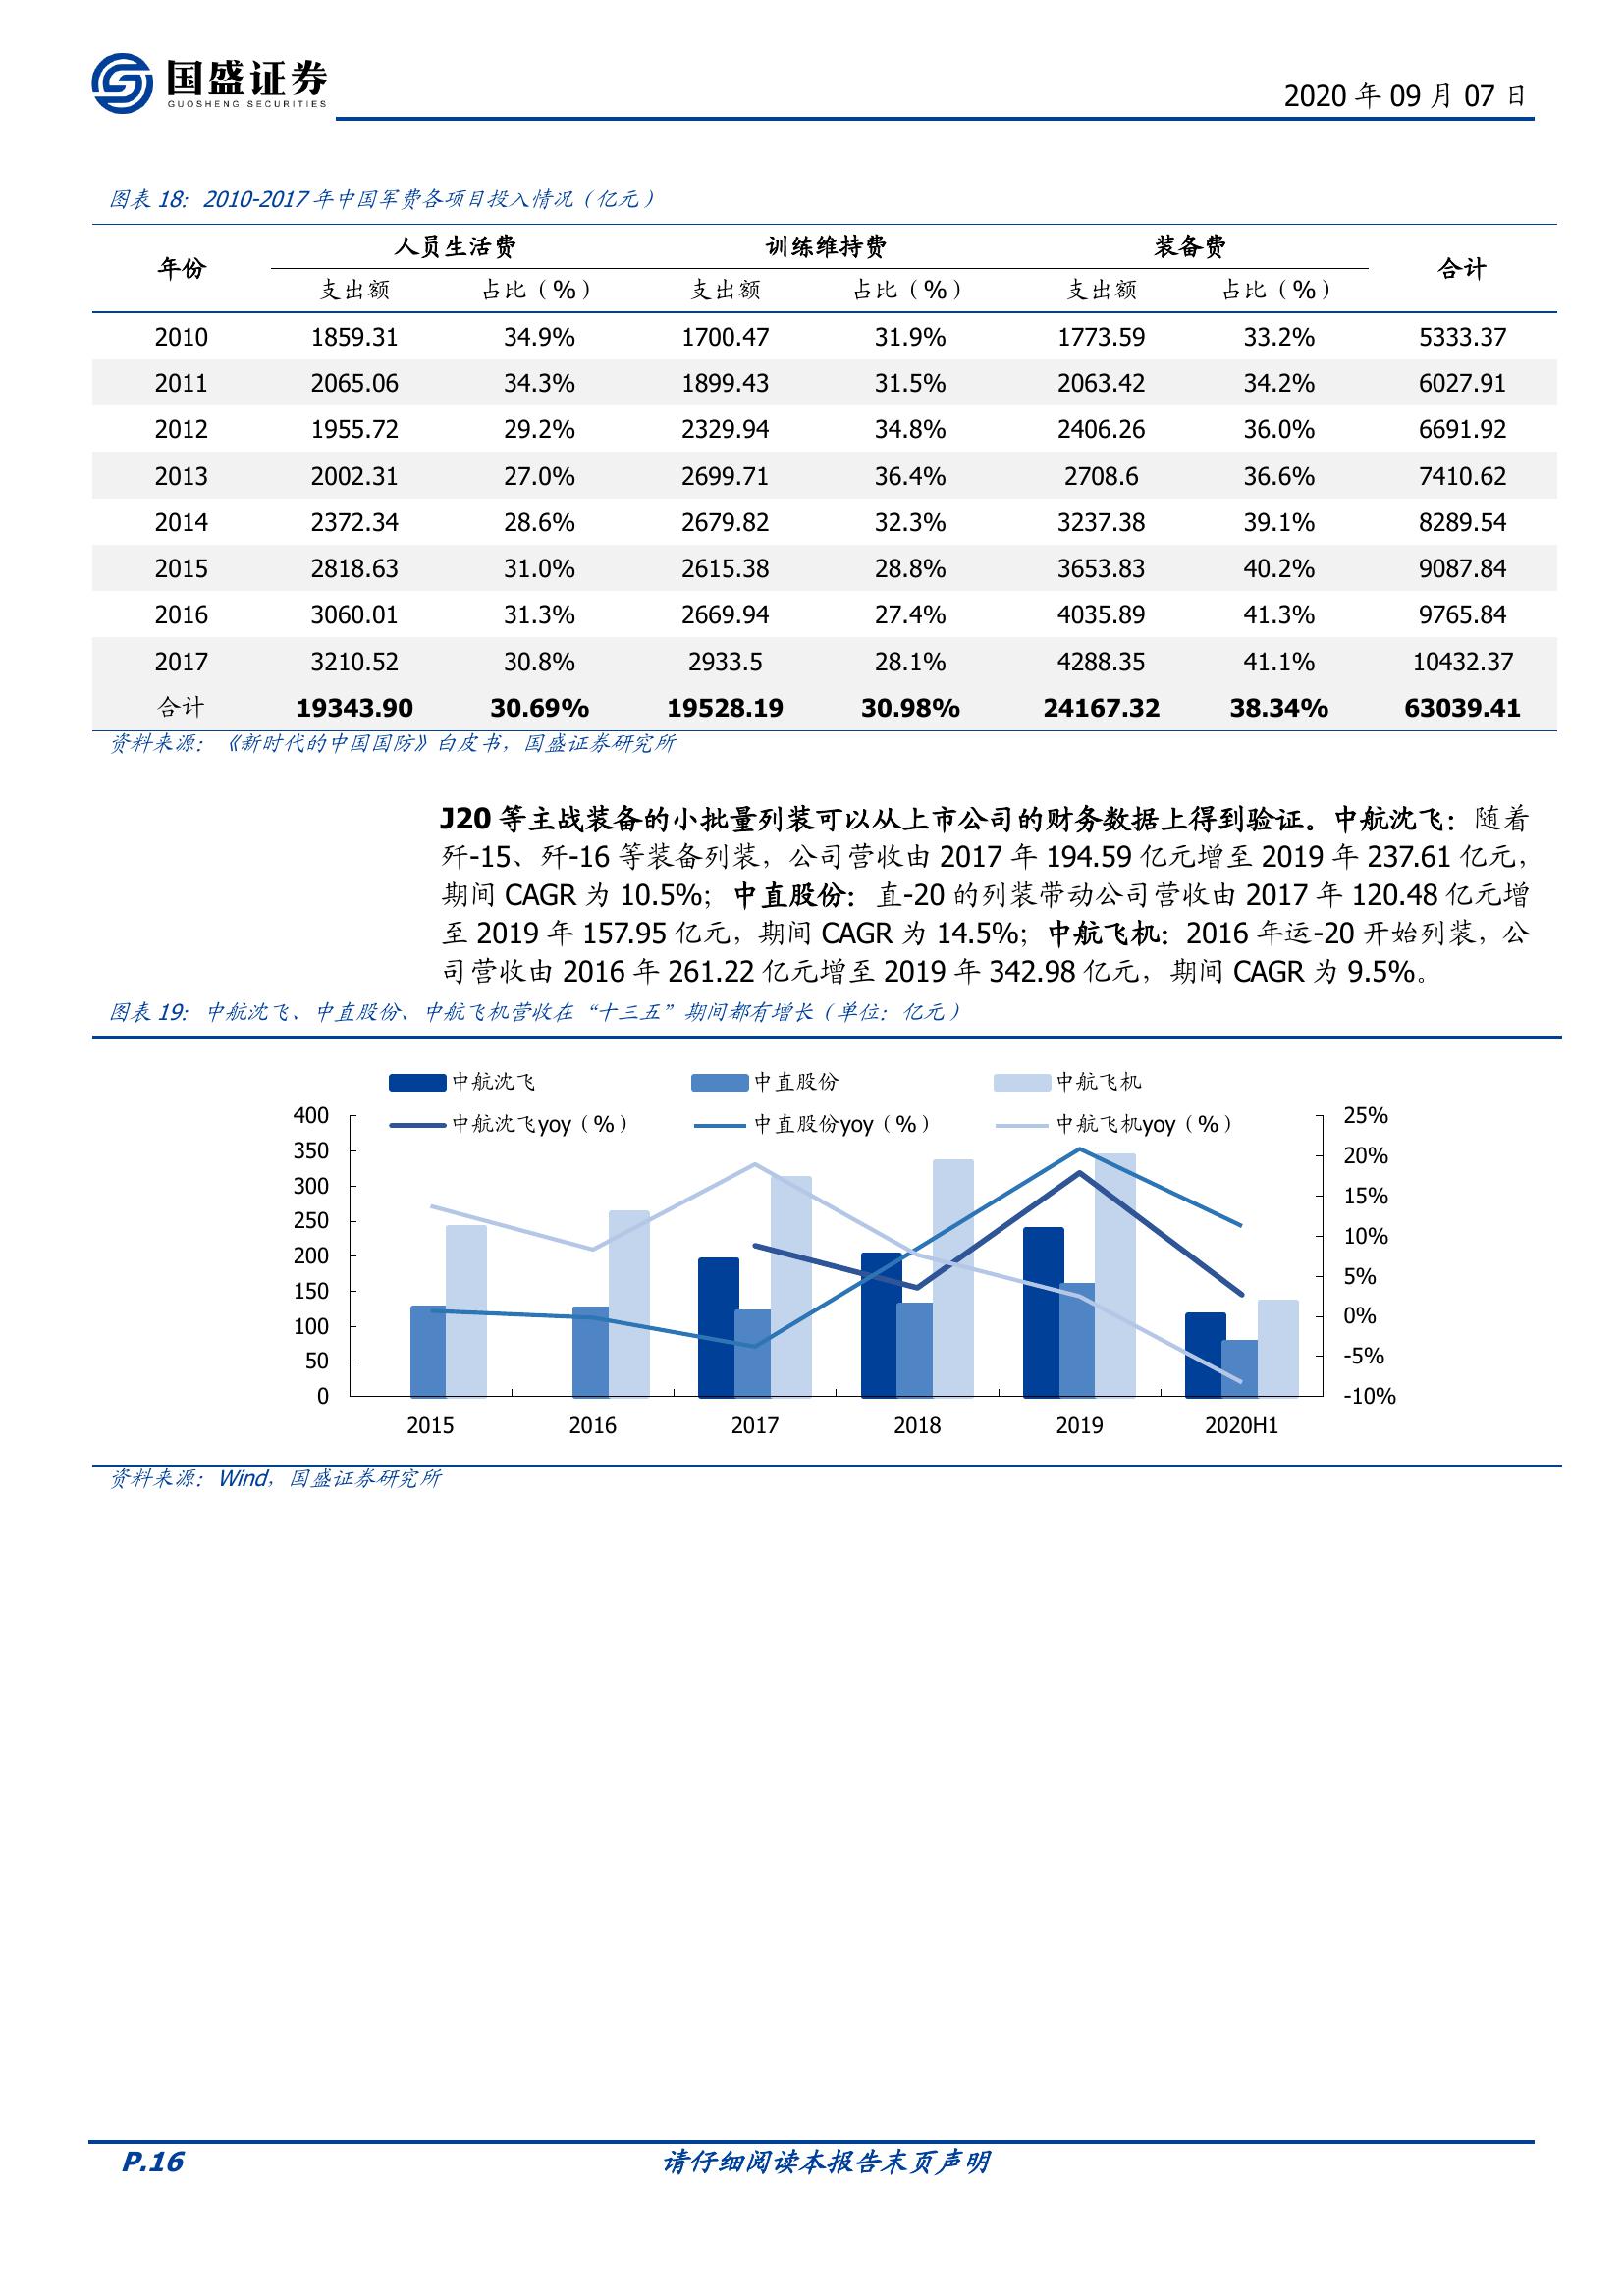 国盛证券
GUOSHENG SECURITIES
2020 年 09 月 07 日
图表 18：2010-2017 年中国军费各项目投入情况（亿元）
年份 人员生活费 训练维持费 装备费 合计
支出额 占比（%） 支出额 占比（%） 支出额 占比（%）
2010 1859.31 34.9% 1700.47 31.9% 1773.59 33.2% 5333.37
2011 2065.06 34.3% 1899.43 31.5% 2063.42 34.2% 6027.91
2012 1955.72 29.2% 2329.94 34.8% 2406.26 36.0% 6691.92
2013 2002.31 27.0% 2699.71 36.4% 2708.6 36.6% 7410.62
2014 2372.34 28.6% 2679.82 32.3% 3237.38 39.1% 8289.54
2015 2818.63 31.0% 2615.38 28.8% 3653.83 40.2% 9087.84
2016 3060.01 31.3% 2669.94 27.4% 4035.89 41.3% 9765.84
2017 3210.52 30.8% 2933.5 28.1% 4288.35 41.1% 10432.37
合计 19343.90 30.69% 19528.19 30.98% 24167.32 38.34% 63039.41
资料来源：《新时代的中国国防》白皮书，国盛证券研究所
J20 等主战装备的小批量列装可以从上市公司的财务数据上得到验证。中航沈飞：随着
歼-15、歼-16 等装备列装，公司营收由 2017 年 194.59 亿元增至 2019 年 237.61 亿元，
期间 CAGR 为 10.5%；中直股份：直-20 的列装带动公司营收由 2017 年 120.48 亿元增
至 2019 年 157.95 亿元，期间 CAGR 为 14.5%；中航飞机：2016 年运-20 开始列装，公
司营收由 2016 年 261.22 亿元增至 2019 年 342.98 亿元，期间 CAGR 为 9.5%。
图表 19：中航沈飞、中直股份、中航飞机营收在“十三五”期间都有增长（单位：亿元）
中航沈飞 中直股份 中航飞机
中航沈飞yoy（%） 中直股份yoy（%） 中航飞机yoy（%）
400 25%
350 20%
300 15%
250 10%
200 5%
150 0%
100 -5%
50 -10%
0
2015 2016 2017 2018 2019 2020H1
资料来源：Wind，国盛证券研究所
P.16 请仔细阅读本报告末页声明